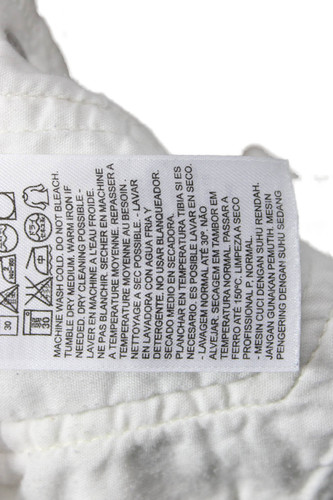 MACHINE WASH COLD. DO NOT BLEACH.
TUMBLE DRY MEDIUM. WARM IRON IF
NEEDED. DRY CLEANING POSSIBLE -
LAVER EN MACHINE A L'EAU FROIDE.
NE PAS BLANCHIR. SECHER EN MACHINE
A TEMPERATURE MOYENNE. REPASSER A
TEMPERATURE MOYENNE AU BESOIN.
NETTOYAGE A SEC POSSIBLE - LAVAR
EN LAVADORA CON AGUA FRIA Y
DETERGENTE. NO USAR BLANQUEADOR.
SECADO MEDIO EN SECADORA.
PLANCHAR EN TEMPERATURA TIBIA SI ES
NECESARIO. ES POSIBLE LAVAR EN SECO.
- LAVAGEM NORMAL ATÉ 30° NÃO
ALVEJAR. SECAGEM EM TAMBOR EM
TEMPERATURA NORMAL. PASSAR A
FERRO ATÉ 150°C. LIMPEZA A SECO
PROFISSIONAL P. NORMAL.
- MESIN CUCI DENGAN SUHU RENDAH.
JANGAN GUNAKAN PEMUTIH. MESIN
PENGERING DENGAN SUHU SEDANG
30
30